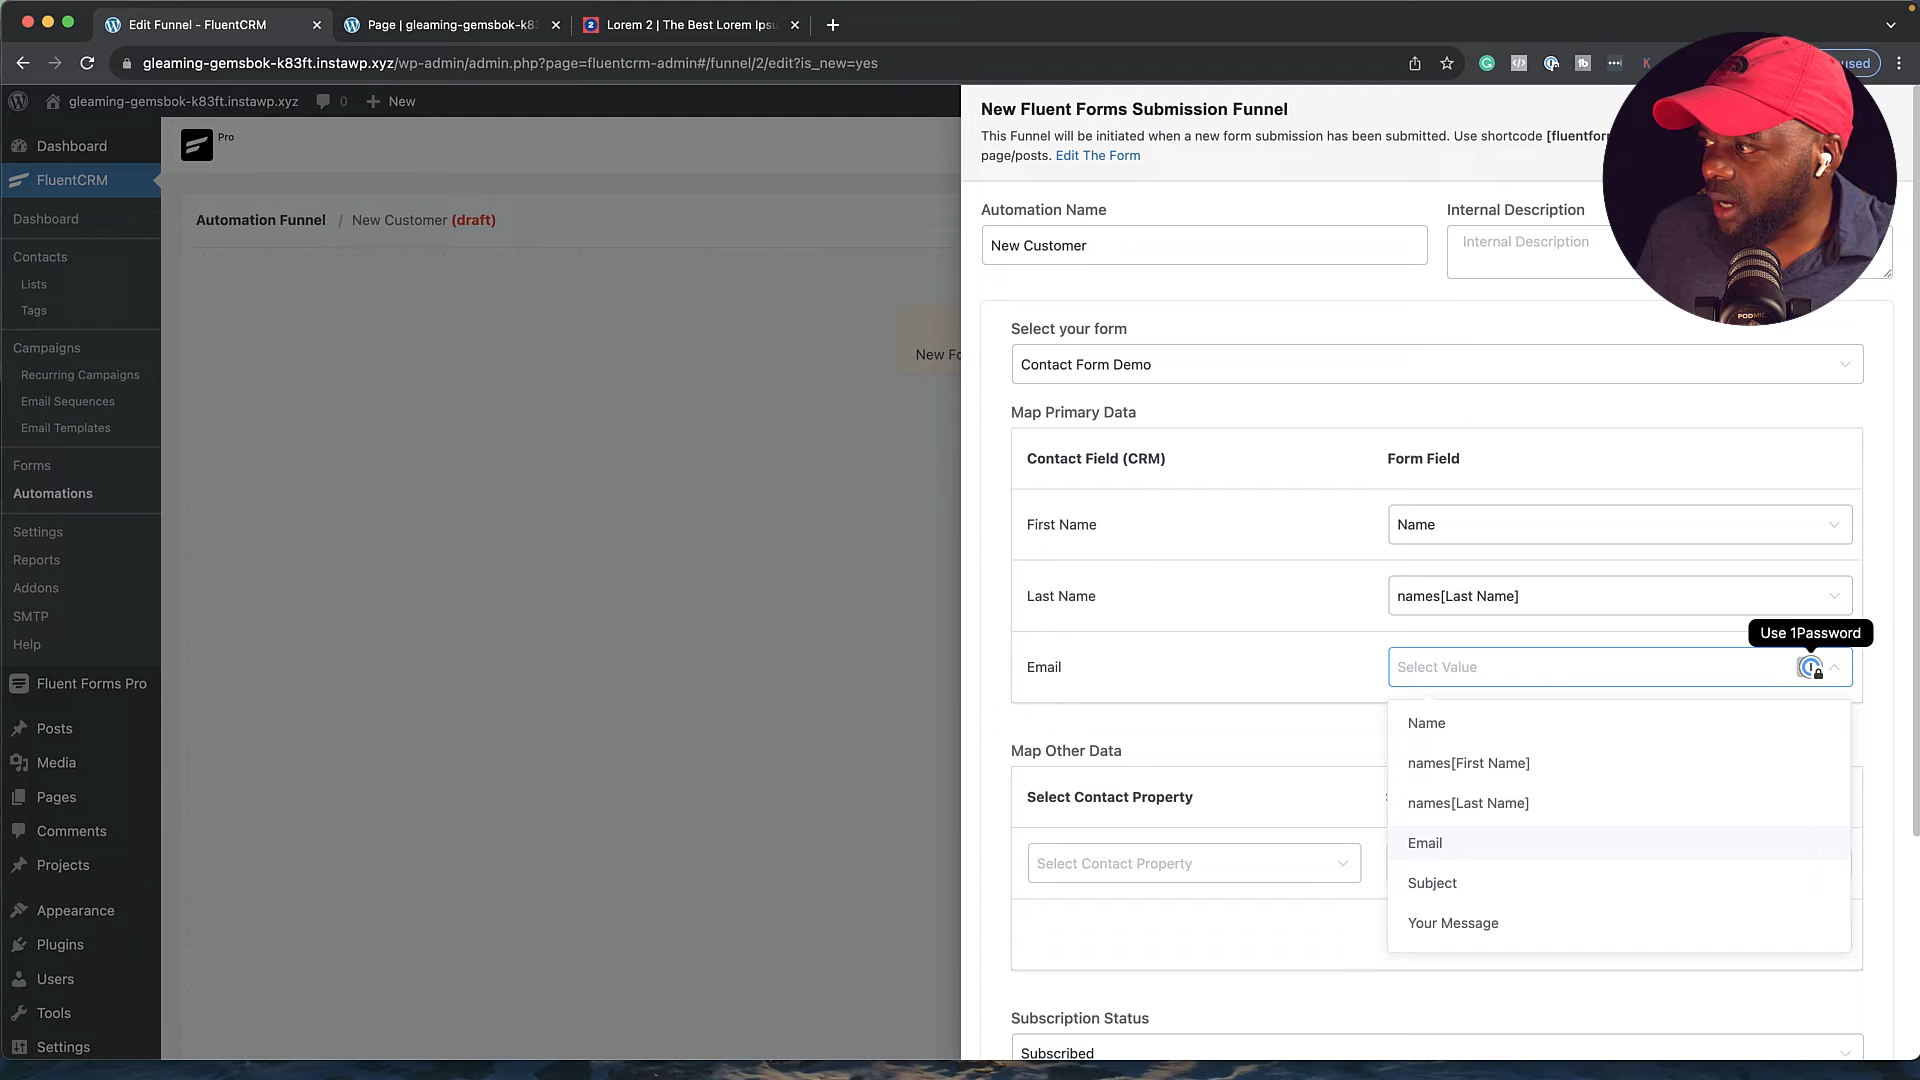 Edit Funnel - FluentCRM
Page | gleaming-gemsbok-k83
Lorem 2 | The Best Lorem Ipsu
gleaming-gemsbok-k83ft.instawp.xyz/wp-admin/admin.php?page=fluentcrm-admin#/funnel/2/edit?is_new=yes
gleaming-gemsbok-k83ft.instawp.xyz
0
New
Dashboard
FluentCRM
Dashboard
Contacts
Lists
Tags
Campaigns
Recurring Campaigns
Email Sequences
Email Templates
Forms
Automations
Settings
Reports
Addons
SMTP
Help
Fluent Forms Pro
Posts
Media
Pages
Comments
Projects
Appearance
Plugins
Users
Tools
Settings
Pro
Automation Funnel / New Customer (draft)
New Fo
New Fluent Forms Submission Funnel
This Funnel will be initiated when a new form submission has been submitted. Use shortcode [fluentfor
page/posts. Edit The Form
Automation Name
New Customer
Internal Description
Internal Description
Select your form
Contact Form Demo
Map Primary Data
Contact Field (CRM)
Form Field
First Name
Name
Last Name
names[Last Name]
Use 1Password
Email
Select Value
Name
names[First Name]
names[Last Name]
Email
Subject
Your Message
Map Other Data
Select Contact Property
Select Contact Property
Subscription Status
Subscribed
PODMIC